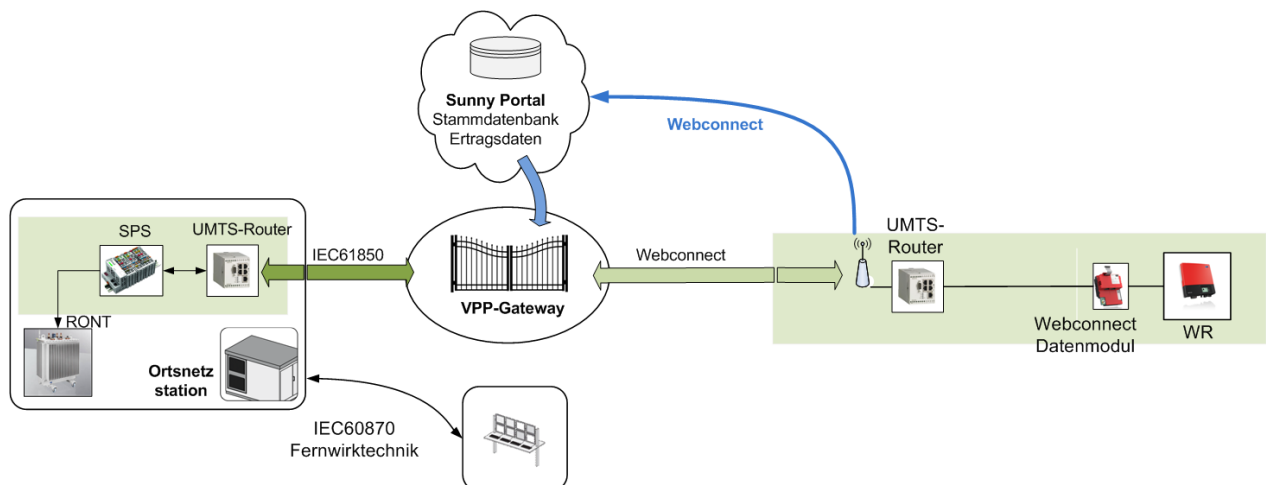 Sunny Portal
Stammdatenbank
Ertragsdaten
Webconnect
SPS
UMTS-Router
IEC61850
VPP-Gateway
Webconnect
UMTS-
Router
Webconnect
Datenmodul
WR
RONT
Ortsnetz
station
IEC60870
Fernwirktechnik